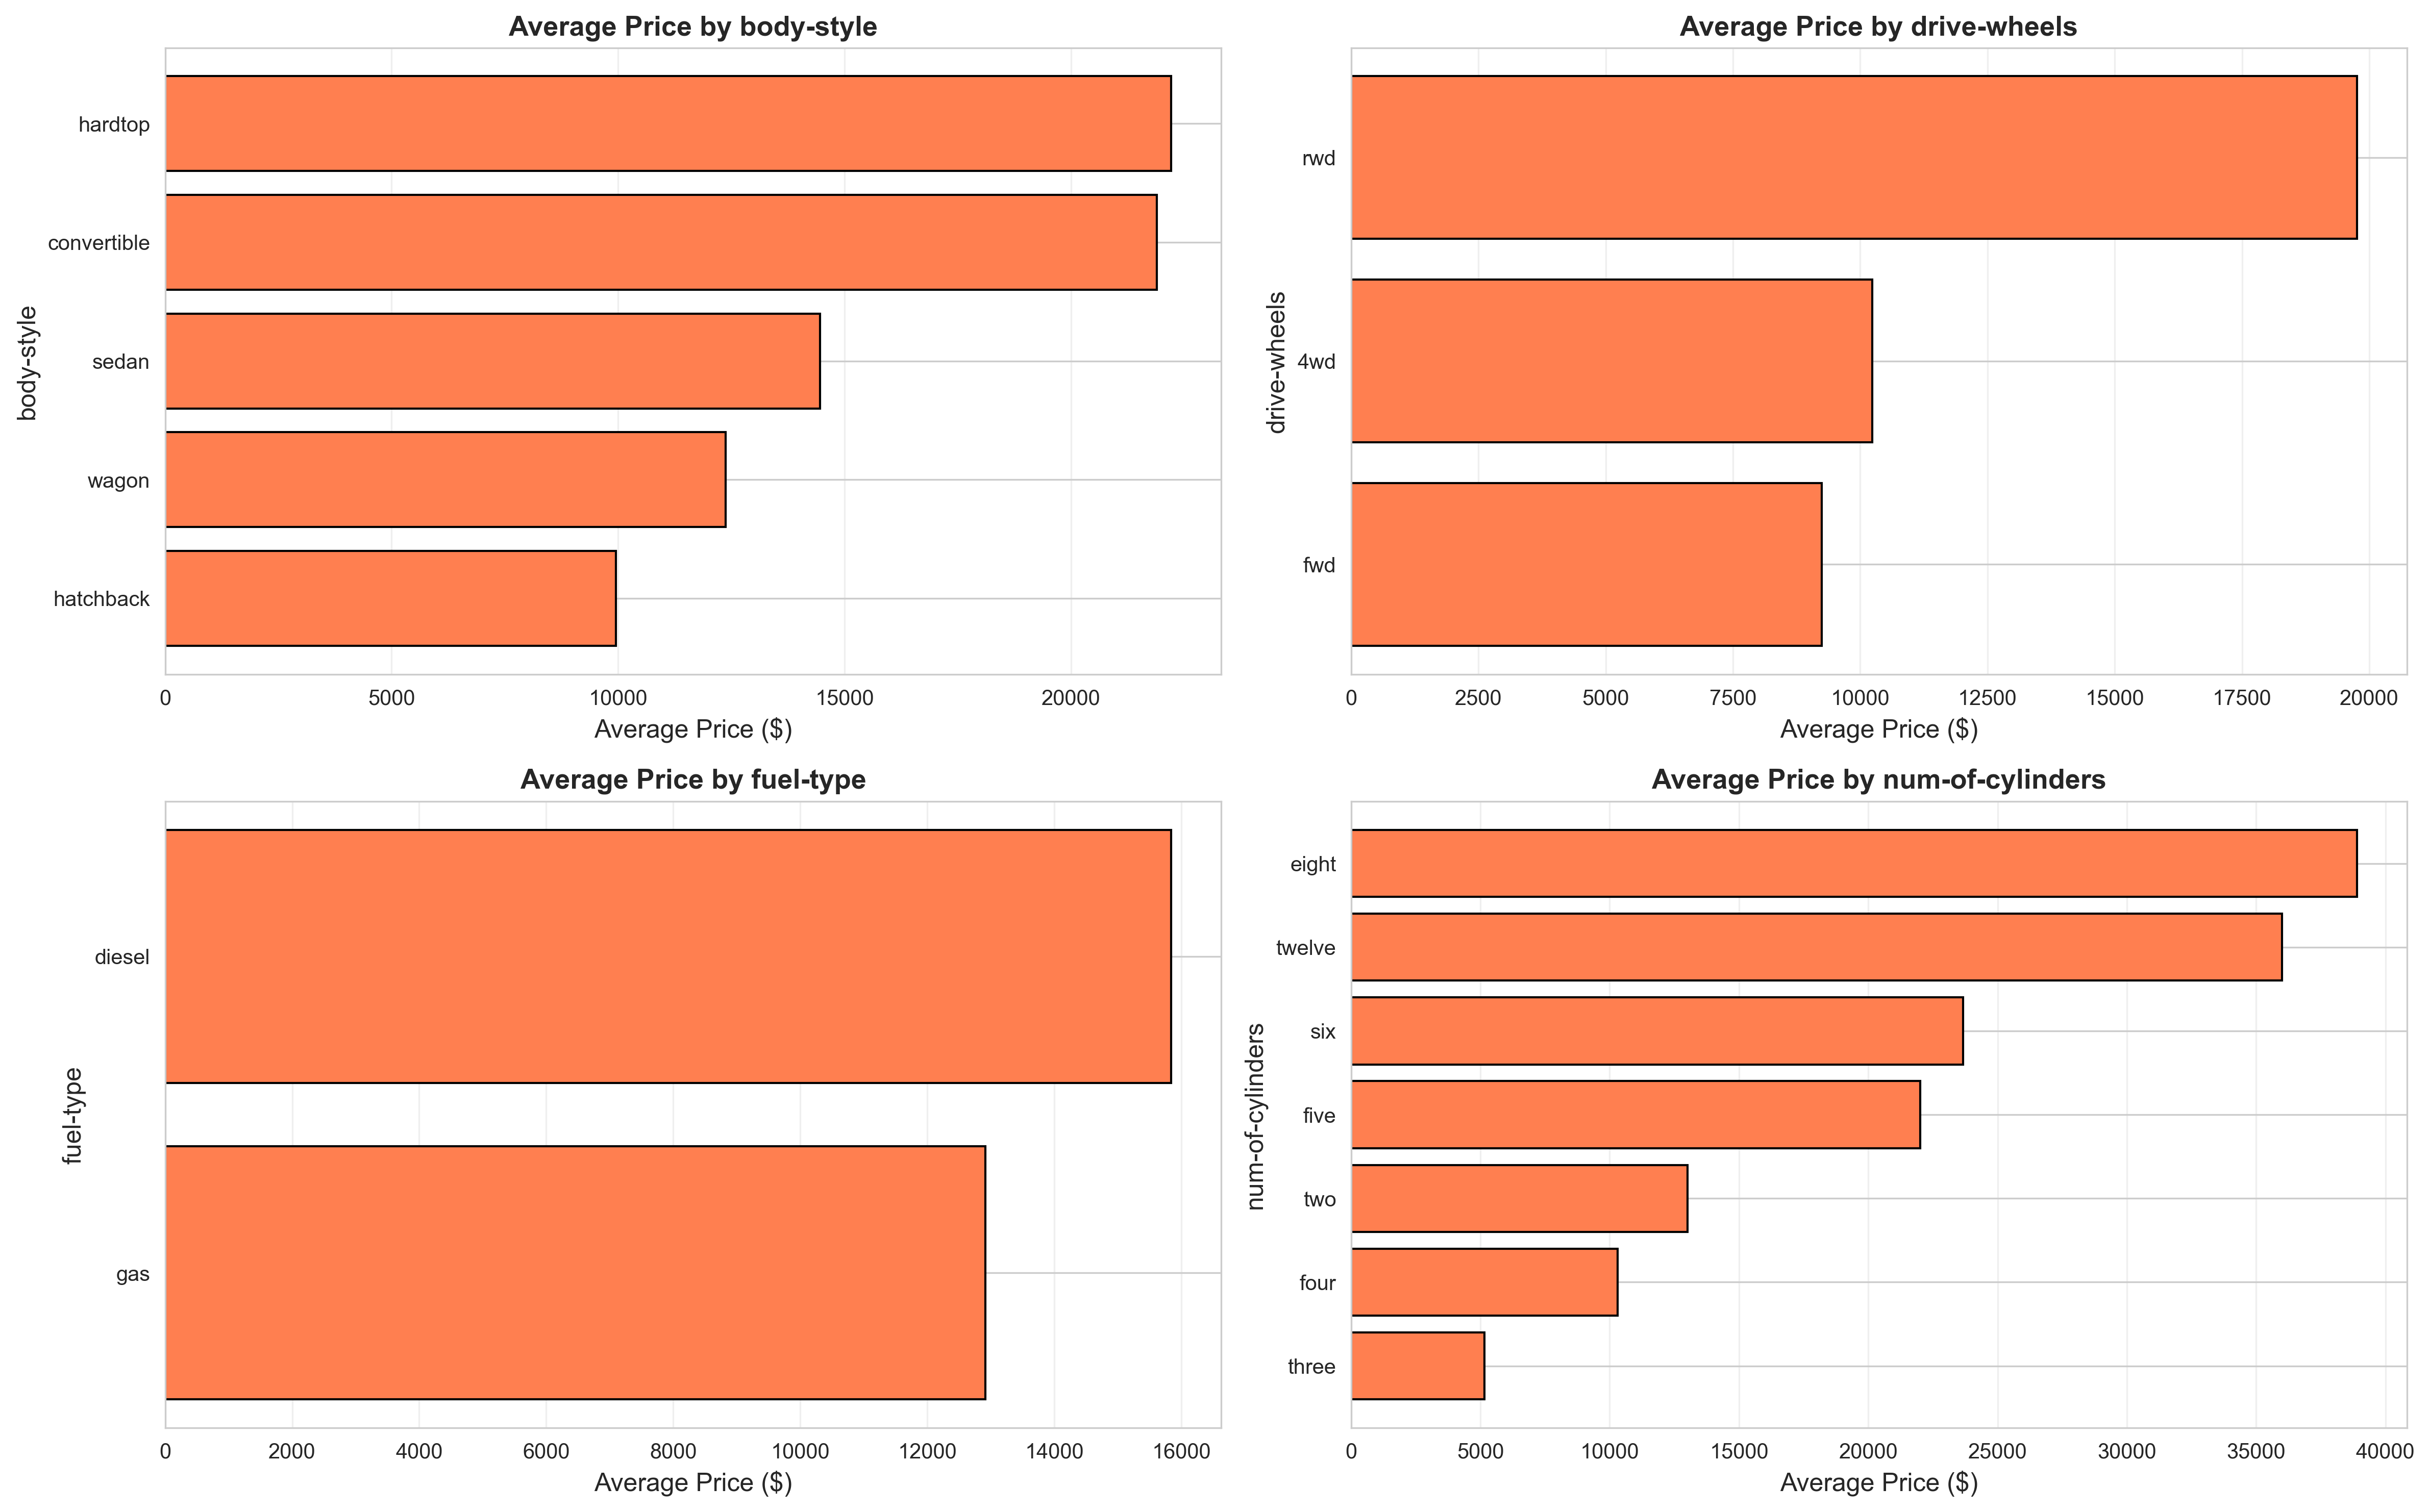 Average Price by body-style
hardtop
convertible
sedan
wagon
hatchback
body-style
0 5000 10000 15000 20000
Average Price ($)
Average Price by drive-wheels
rwd
4wd
fwd
drive-wheels
0 2500 5000 7500 10000 12500 15000 17500 20000
Average Price ($)
Average Price by fuel-type
diesel
gas
fuel-type
0 2000 4000 6000 8000 10000 12000 14000 16000
Average Price ($)
Average Price by num-of-cylinders
eight
twelve
six
five
two
four
three
num-of-cylinders
0 5000 10000 15000 20000 25000 30000 35000 40000
Average Price ($)